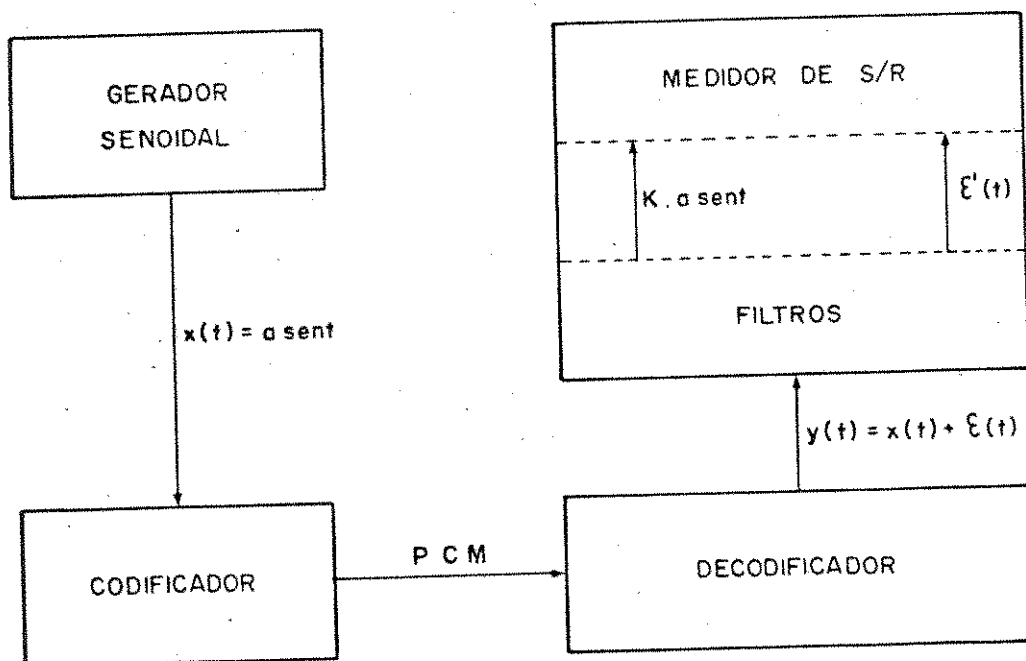 GERADOR
SENOIDAL
x(t) = a sent
CODIFICADOR
P C M
DECODIFICADOR
y(t) = x(t) + Ɛ(t)
FILTROS
K . a sent
Ɛ'(t)
MEDIDOR DE S/R